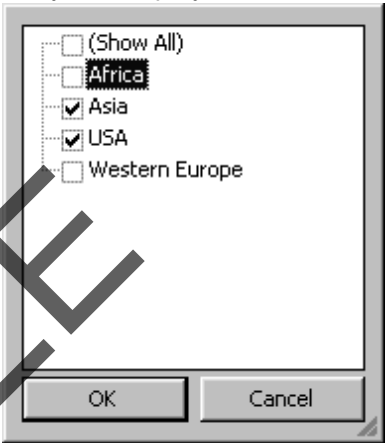 (Show All)
Africa
Asia
USA
Western Europe
OK
Cancel